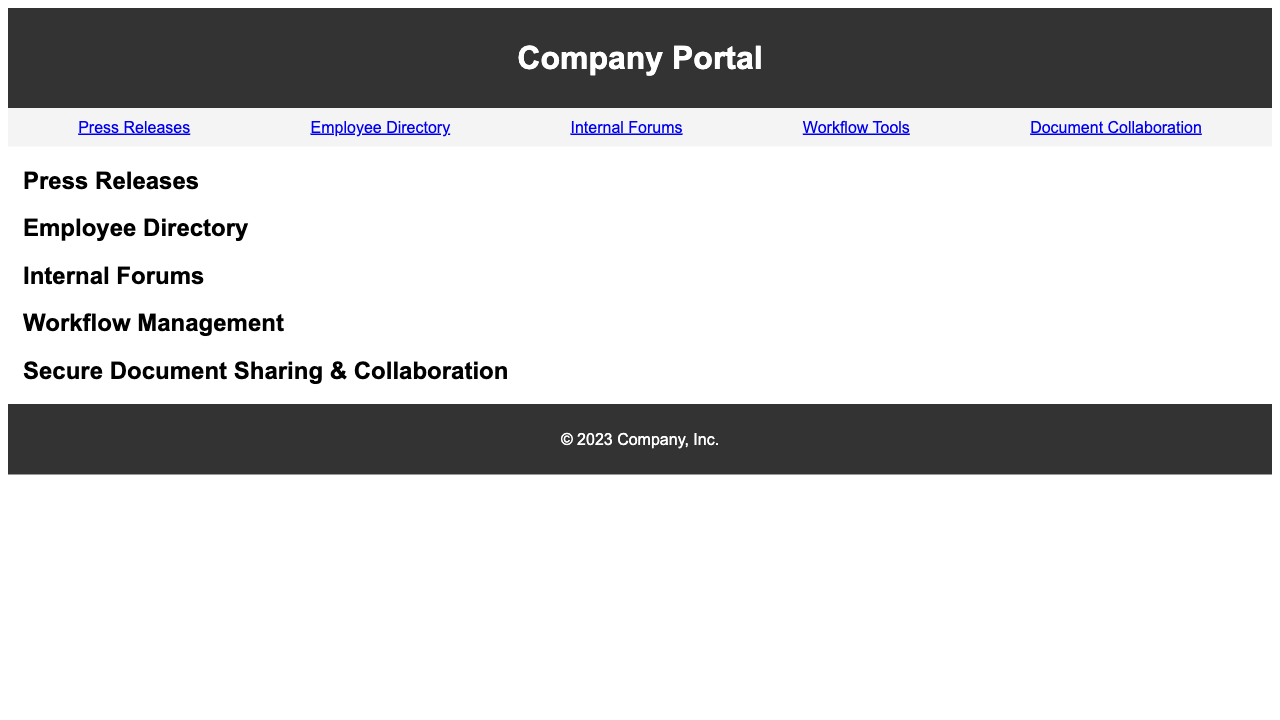 Company Portal
Press Releases Employee Directory Internal Forums Workflow Tools Document Collaboration
Press Releases
Employee Directory
Internal Forums
Workflow Management
Secure Document Sharing & Collaboration
© 2023 Company, Inc.